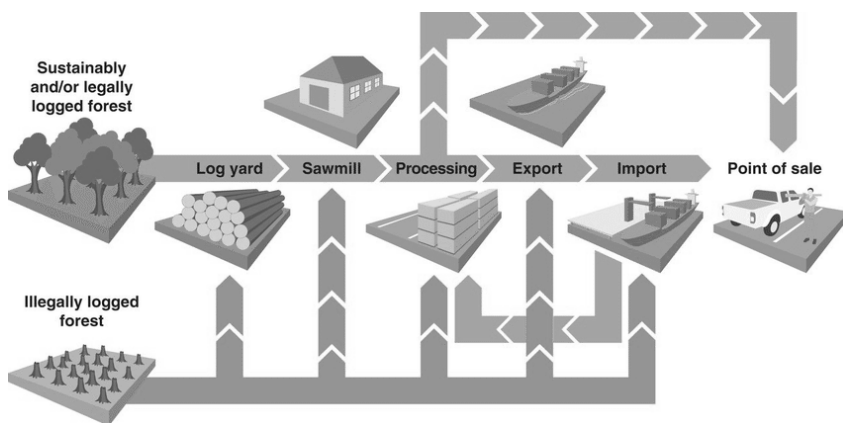 Sustainably
and/or legally
logged forest
Log yard
Sawmill
Processing
Export
Import
Point of sale
Illegally logged
forest